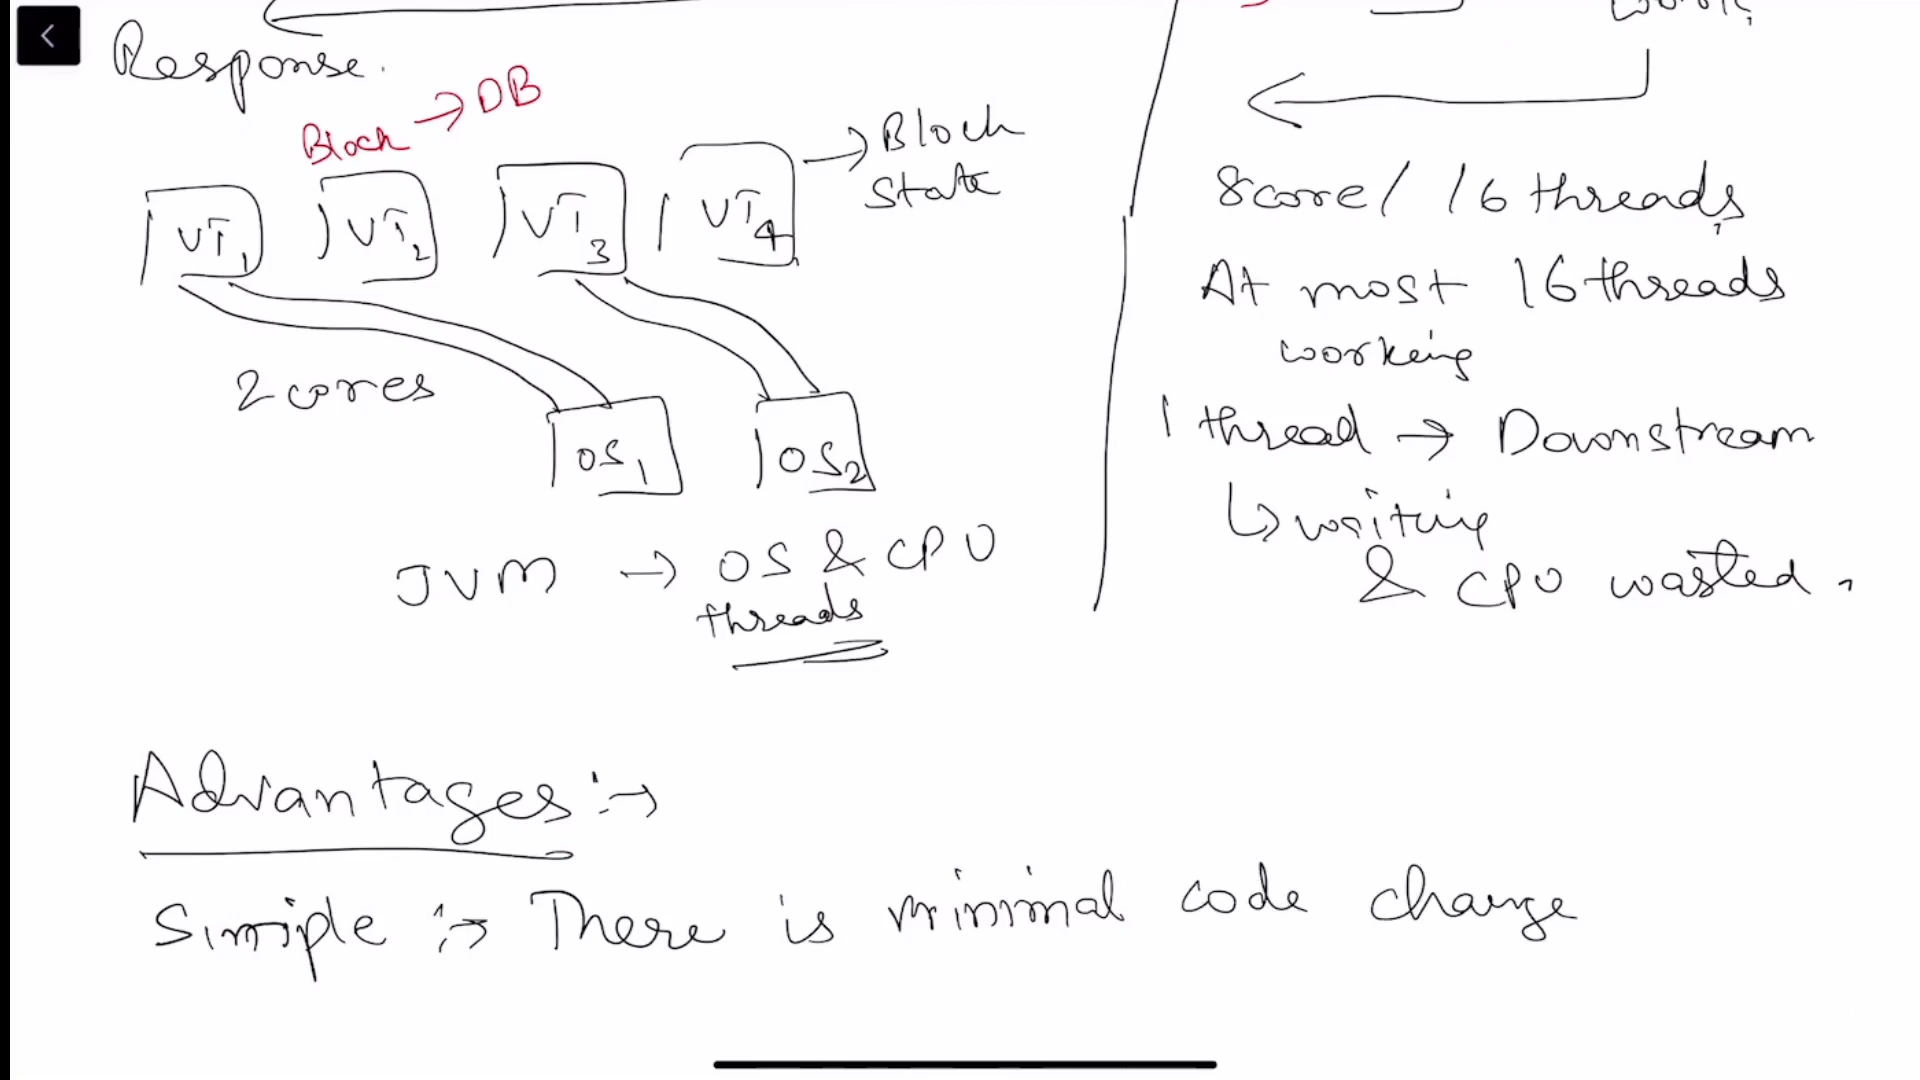 Response.
Block → DB
→ Block
State
VT1 VT2 VT3 VT4
2 cores
OS1 OS2
JVM → OS & CPU
threads
8 core / 16 threads,
At most 16 threads
working
1 thread → Downstream
↳ waiting
& CPU wasted.
Advantages :→
Simple :→ There is minimal code change